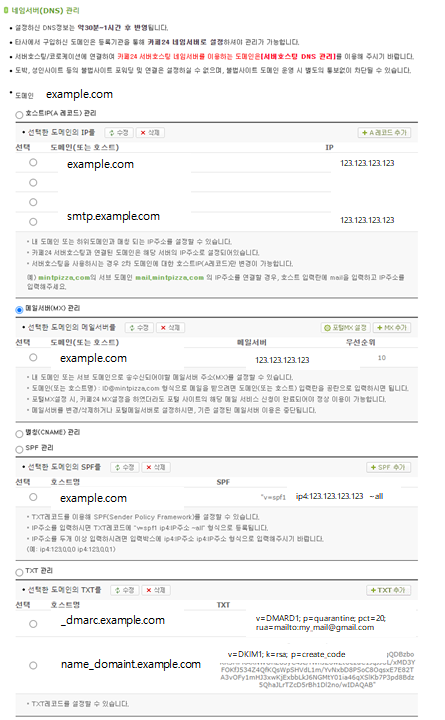 네임서버(DNS) 관리
• 설정하신 DNS정보는 약30분~1시간 후 반영됩니다.
• 타사에서 구입하신 도메인은 등록기관을 통해 카페24 네임서버로 설정하셔야 관리가 가능합니다.
• 서버호스팅/코로케이션에 연결하여 카페24 서버호스팅 네임서버를 이용하는 도메인은[서버호스팅 DNS 관리]를 이용해 주시기 바랍니다.
• 도박, 성인사이트 등의 불법사이트 포워딩 및 연결은 설정하실 수 없으며, 불법사이트 도메인 운영 시 별도의 통보없이 차단될 수 있습니다.
• 도메인 example.com
호스트IP(A 레코드) 관리
• 선택한 도메인의 IP를 수정 삭제 + A 레코드 추가
선택 도메인(또는 호스트) IP
example.com 123.123.123.123
smtp.example.com 123.123.123.123
• 내 도메인 또는 하위도메인과 매칭 되는 IP주소를 설정할 수 있습니다.
• 카페24 서버호스팅과 연결된 도메인은 해당 서버의 IP주소로 설정되어있습니다.
• 서버호스팅을 사용하시는 경우 2차 도메인에 대한 호스트IP(A레코드)만 변경이 가능합니다.
예) mintpizza.com의 서브 도메인 mail.mintpizza.com 의 IP주소를 연결할 경우, 호스트 입력란에 mail을 입력하고 IP주소를
입력해주세요.
메일서버(MX) 관리
• 선택한 도메인의 메일서버를 수정 삭제 포털MX 설정 + MX 추가
선택 도메인(또는 호스트) 메일서버 우선순위
example.com 123.123.123.123 10
• 내 도메인 또는 서브 도메인으로 송수신되어야할 메일서버 주소(MX)를 설정할 수 있습니다.
• 도메인(또는 호스트명) : ID@mintpizza.com 형식으로 메일을 받으려면 도메인(또는 호스트) 입력란을 공란으로 입력하시면 됩니다.
• 포털MX설정 시, 카페24 MX설정을 하였더라도 포털 사이트의 해당 메일 서비스 신청이 완료되어야 정상 이용이 가능합니다.
• 메일서버를 변경/삭제하거나 포털메일서버로 설정하시면, 기존 설정된 메일서버 이용은 중단됩니다.
별칭(CNAME) 관리
SPF 관리
• 선택한 도메인의 SPF를 수정 삭제 + SPF 추가
선택 호스트명 SPF
example.com "v=spf1 ip4:123.123.123.123 ~all
• TXT레코드를 이용해 SPF(Sender Policy Framework)를 설정할 수 있습니다.
• IP주소를 입력하시면 TXT레코드에 "v=spf1 ip4:IP주소 ~all" 형식으로 등록됩니다.
• IP주소를 두개 이상 입력하시려면 입력박스에 ip4:IP주소 ip4:IP주소 형식으로 입력해주시기 바랍니다.
(예: ip4:123.0.0.0 ip4:123.0.0.1)
TXT 관리
• 선택한 도메인의 TXT를 수정 삭제 + TXT 추가
선택 호스트명 TXT
_dmarc.example.com v=DMARD1; p=quarantine; pct=20;
rua=mailto:my_mail@gmail.com
name_domaint.example.com v=DKIM1; k=rsa; p=create_code
• TXT레코드를 설정할 수 있습니다.